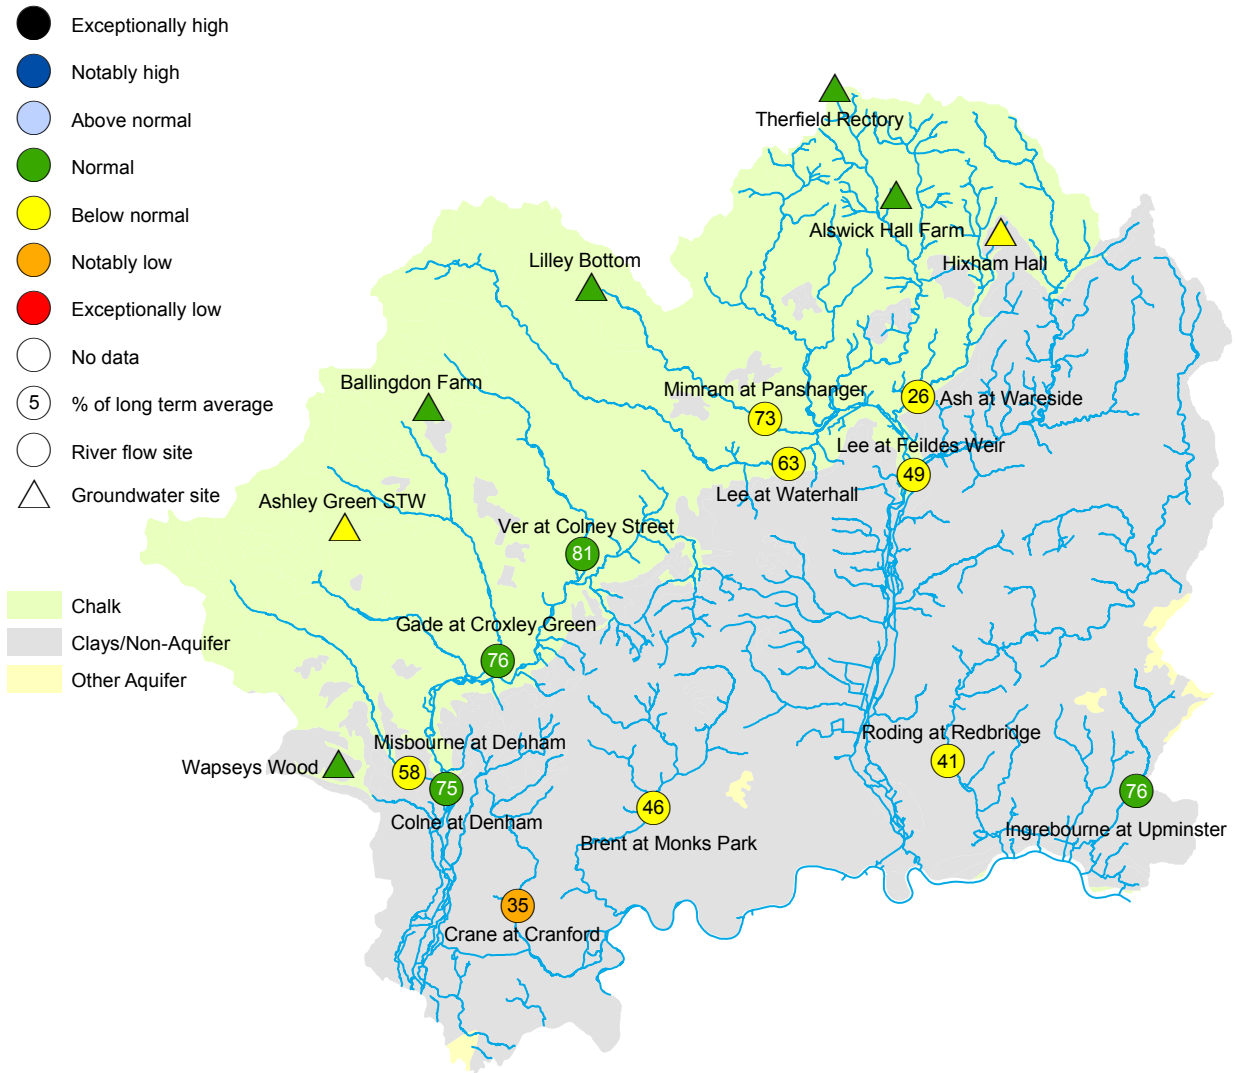 Exceptionally high
Notably high
Above normal
Normal
Below normal
Notably low
Exceptionally low
No data
5 % of long term average
River flow site
Groundwater site
Chalk
Clays/Non-Aquifer
Other Aquifer
Therfield Rectory
Alswick Hall Farm
Hixham Hall
Lilley Bottom
Ballingdon Farm
Mimram at Panshanger
73
26 Ash at Wareside
Lee at Feildes Weir
49
63
Lee at Waterhall
Ashley Green STW
Ver at Colney Street
81
Gade at Croxley Green
76
Misbourne at Denham
58
Wapseys Wood
75
Colne at Denham
Roding at Redbridge
41
76
Ingrebourne at Upminster
46
Brent at Monks Park
35
Crane at Cranford